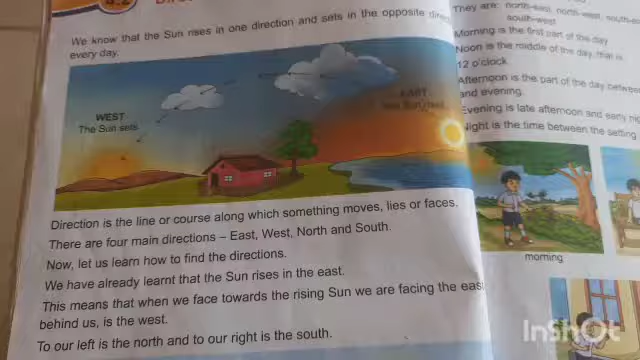 We know that the Sun rises in one direction and sets in the opposite
every day.
WEST
The Sun sets
EAST
Direction is the line or course along which something moves, lies or faces.
There are four main directions – East, West, North and South.
Now, let us learn how to find the directions.
We have already learnt that the Sun rises in the east.
This means that when we face towards the rising Sun we are facing the
behind us, is the west.
To our left is the north and to our right is the south.
They are: north-east, north-west,
south-west
Morning is the first part of the day
Noon is the middle of the day, that is
12 o'clock
Afternoon is the part of the day
and evening.
Evening is late afternoon and early
Night is the time between the setting
morning
InShOt